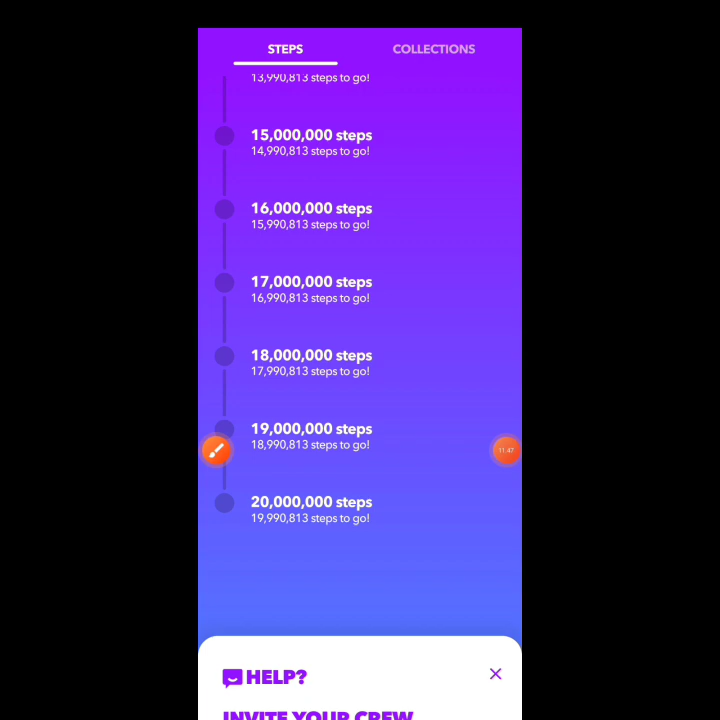 STEPS COLLECTIONS
13,990,813 steps to go!
15,000,000 steps
14,990,813 steps to go!
16,000,000 steps
15,990,813 steps to go!
17,000,000 steps
16,990,813 steps to go!
18,000,000 steps
17,990,813 steps to go!
19,000,000 steps
18,990,813 steps to go!
11:47
20,000,000 steps
19,990,813 steps to go!
HELP?
INVITE YOUR CREW